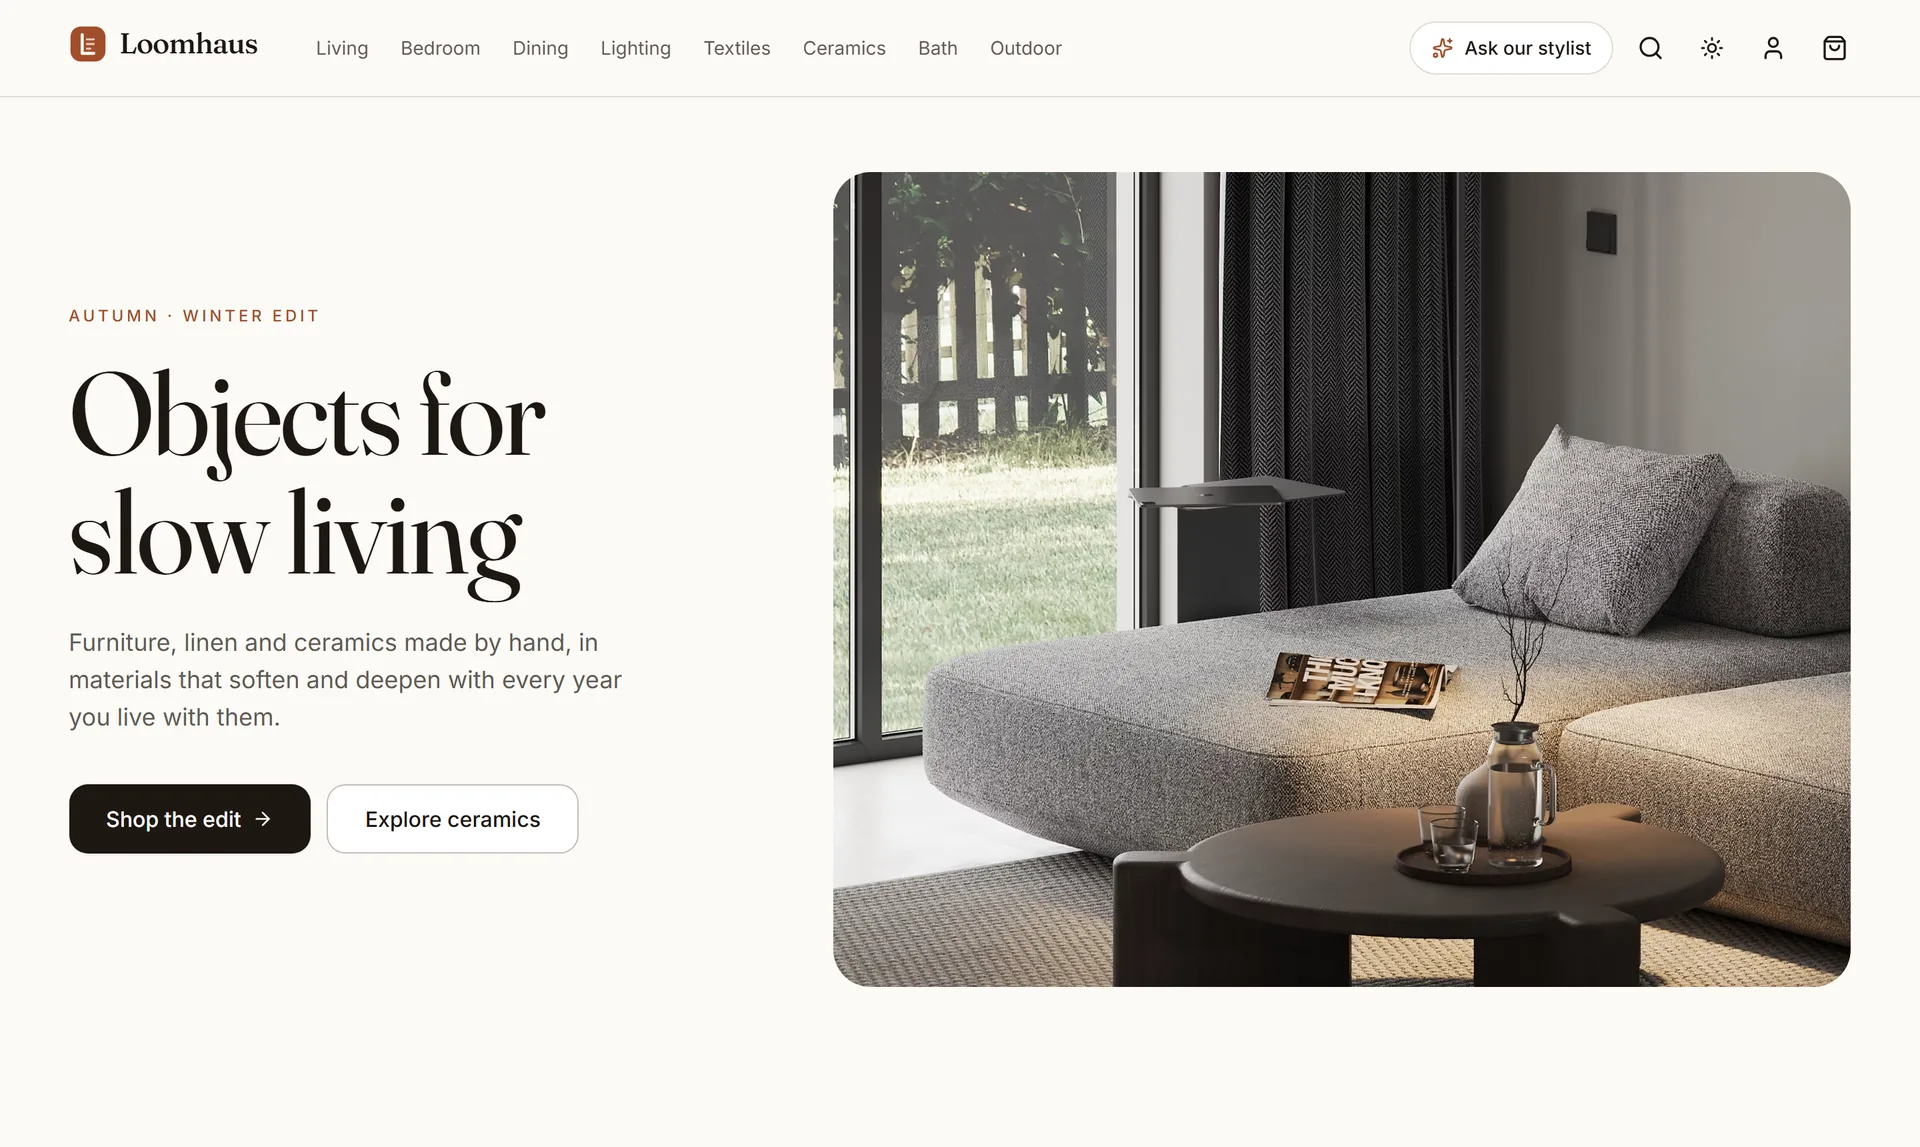 Loomhaus
Living Bedroom Dining Lighting Textiles Ceramics Bath Outdoor
Ask our stylist
AUTUMN · WINTER EDIT
Objects for
slow living
Furniture, linen and ceramics made by hand, in
materials that soften and deepen with every year
you live with them.
Shop the edit →
Explore ceramics